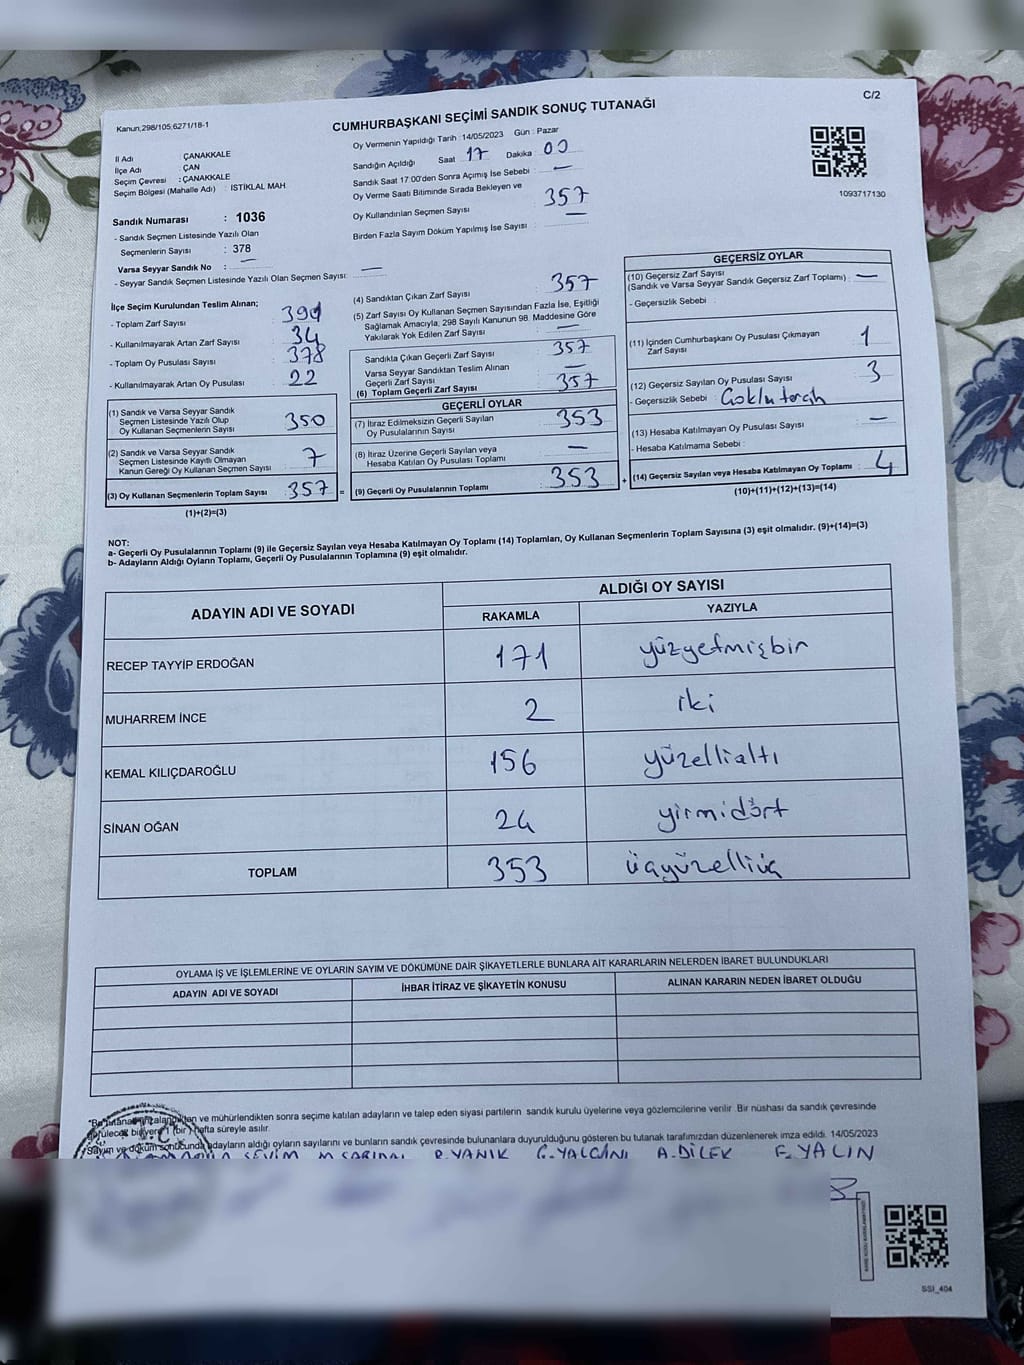 C/2
Kanun;298/105;6271/18-1
CUMHURBAŞKANI SEÇİMİ SANDIK SONUÇ TUTANAĞI
İl Adı : ÇANAKKALE
İlçe Adı : ÇAN
Seçim Çevresi : ÇANAKKALE
Seçim Bölgesi (Mahalle Adı) : İSTİKLAL MAH.
Oy Vermenin Yapıldığı Tarih : 14/05/2023 Gün : Pazar
Sandığın Açıldığı Saat 17 Dakika 00
Sandık Saat 17:00'den Sonra Açımış İse Sebebi : —
Oy Verme Saati Bitiminde Sırada Bekleyen ve
Oy Kullandırılan Seçmen Sayısı : 357
Birden Fazla Sayım Döküm Yapılmış İse Sayısı : —
1093717130
Sandık Numarası : 1036
- Sandık Seçmen Listesinde Yazılı Olan
Seçmenlerin Sayısı : 378
Varsa Seyyar Sandık No : —
- Seyyar Sandık Seçmen Listesinde Yazılı Olan Seçmen Sayısı: —
İlçe Seçim Kurulundan Teslim Alınan;
- Toplam Zarf Sayısı : 391
- Kullanılmayarak Artan Zarf Sayısı : 34
- Toplam Oy Pusulası Sayısı : 378
- Kullanılmayarak Artan Oy Pusulası : 22
(1) Sandık ve Varsa Seyyar Sandık
Seçmen Listesinde Yazılı Olup
Oy Kullanan Seçmenlerin Sayısı : 350
(2) Sandık ve Varsa Seyyar Sandık
Seçmen Listesinde Kayıtlı Olmayan
Kanun Gereği Oy Kullanan Seçmen Sayısı : 7
(3) Oy Kullanan Seçmenlerin Toplam Sayısı : 357
(1)+(2)=(3)
(4) Sandıktan Çıkan Zarf Sayısı : 357
(5) Zarf Sayısı Oy Kullanan Seçmen Sayısından Fazla İse, Eşitliği
Sağlamak Amacıyla, 298 Sayılı Kanunun 98. Maddesine Göre
Yakılarak Yok Edilen Zarf Sayısı : —
Sandıkta Çıkan Geçerli Zarf Sayısı : 357
Varsa Seyyar Sandıktan Teslim Alınan
Geçerli Zarf Sayısı : —
(6) Toplam Geçerli Zarf Sayısı : 357
GEÇERLİ OYLAR
(7) İtiraz Edilmeksizin Geçerli Sayılan
Oy Pusulalarının Sayısı : 353
(8) İtiraz Üzerine Geçerli Sayılan veya
Hesaba Katılan Oy Pusulası Toplamı : —
= (9) Geçerli Oy Pusulalarının Toplamı : 353
GEÇERSİZ OYLAR
(10) Geçersiz Zarf Sayısı
(Sandık ve Varsa Seyyar Sandık Geçersiz Zarf Toplamı) : —
- Geçersizlik Sebebi :
(11) İçinden Cumhurbaşkanı Oy Pusulası Çıkmayan
Zarf Sayısı : 1
(12) Geçersiz Sayılan Oy Pusulası Sayısı : 3
- Geçersizlik Sebebi : Çoklu tercih
(13) Hesaba Katılmayan Oy Pusulası Sayısı : —
- Hesaba Katılmama Sebebi :
+ (14) Geçersiz Sayılan veya Hesaba Katılmayan Oy Toplamı : 4
(10)+(11)+(12)+(13)=(14)
NOT:
a- Geçerli Oy Pusulalarının Toplamı (9) ile Geçersiz Sayılan veya Hesaba Katılmayan Oy Toplamı (14) Toplamları, Oy Kullanan Seçmenlerin Toplam Sayısına (3) eşit olmalıdır. (9)+(14)=(3)
b- Adayların Aldığı Oyların Toplamı, Geçerli Oy Pusulalarının Toplamına (9) eşit olmalıdır.
ADAYIN ADI VE SOYADI ALDIĞI OY SAYISI
RAKAMLA YAZIYLA
RECEP TAYYİP ERDOĞAN 171 yüzyetmişbir
MUHARREM İNCE 2 iki
KEMAL KILIÇDAROĞLU 156 yüzellialtı
SİNAN OĞAN 24 yirmidört
TOPLAM 353 üçyüzelliüç
OYLAMA İŞ VE İŞLEMLERİNE VE OYLARIN SAYIM VE DÖKÜMÜNE DAİR ŞİKAYETLERLE BUNLARA AİT KARARLARIN NELERDEN İBARET BULUNDUKLARI
ADAYIN ADI VE SOYADI İHBAR İTİRAZ VE ŞİKAYETİN KONUSU ALINAN KARARIN NEDEN İBARET OLDUĞU
ve mühürlendikten sonra seçime katılan adayların ve talep eden siyasi partilerin sandık kurulu üyelerine veya gözlemcilerine verilir .Bir nüshası da sandık çevresinde
hafta süreyle asılır.
Sayım ve döküm sonucunda adayların aldığı oyların sayılarını ve bunların sandık çevresinde bulunanlara duyurulduğunu gösteren bu tutanak tarafımızdan düzenlenerek imza edildi. 14/05/2023
SEVİM R.YANIK G.YALÇIN A.DİLEK F.YALIN
SSI_404